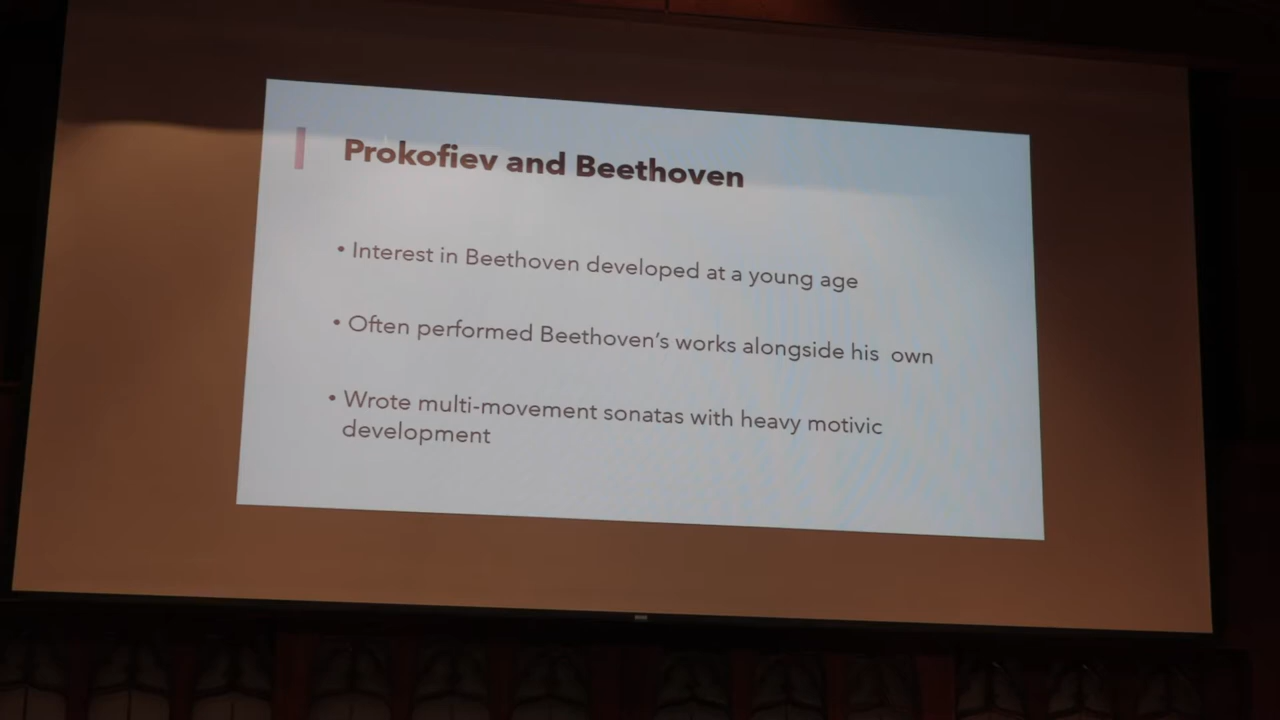 Prokofiev and Beethoven
• Interest in Beethoven developed at a young age
• Often performed Beethoven's works alongside his own
• Wrote multi-movement sonatas with heavy motivic
development